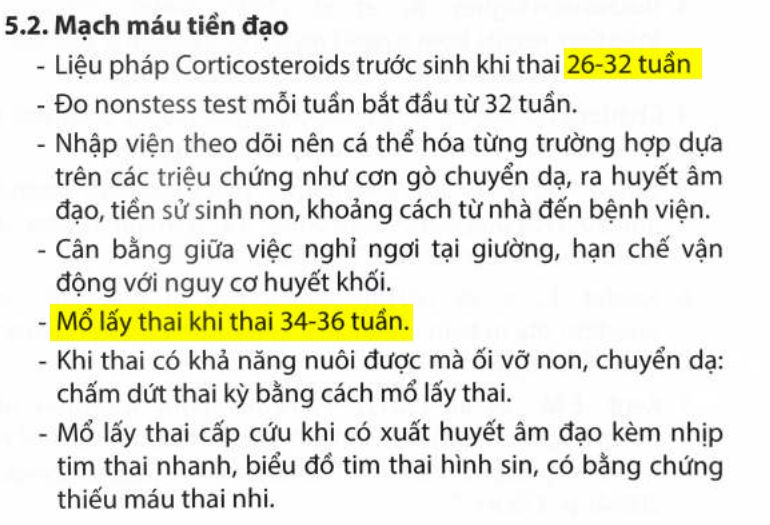 5.2. Mạch máu tiền đạo
- Liệu pháp Corticosteroids trước sinh khi thai 26-32 tuần
- Đo nonstess test mỗi tuần bắt đầu từ 32 tuần.
- Nhập viện theo dõi nên cá thể hóa từng trường hợp dựa
trên các triệu chứng như cơn gò chuyển dạ, ra huyết âm
đạo, tiền sử sinh non, khoảng cách từ nhà đến bệnh viện.
- Cân bằng giữa việc nghỉ ngơi tại giường, hạn chế vận
động với nguy cơ huyết khối.
- Mổ lấy thai khi thai 34-36 tuần.
- Khi thai có khả năng nuôi được mà ối vỡ non, chuyển dạ:
chấm dứt thai kỳ bằng cách mổ lấy thai.
- Mổ lấy thai cấp cứu khi có xuất huyết âm đạo kèm nhịp
tim thai nhanh, biểu đồ tim thai hình sin, có bằng chứng
thiếu máu thai nhi.